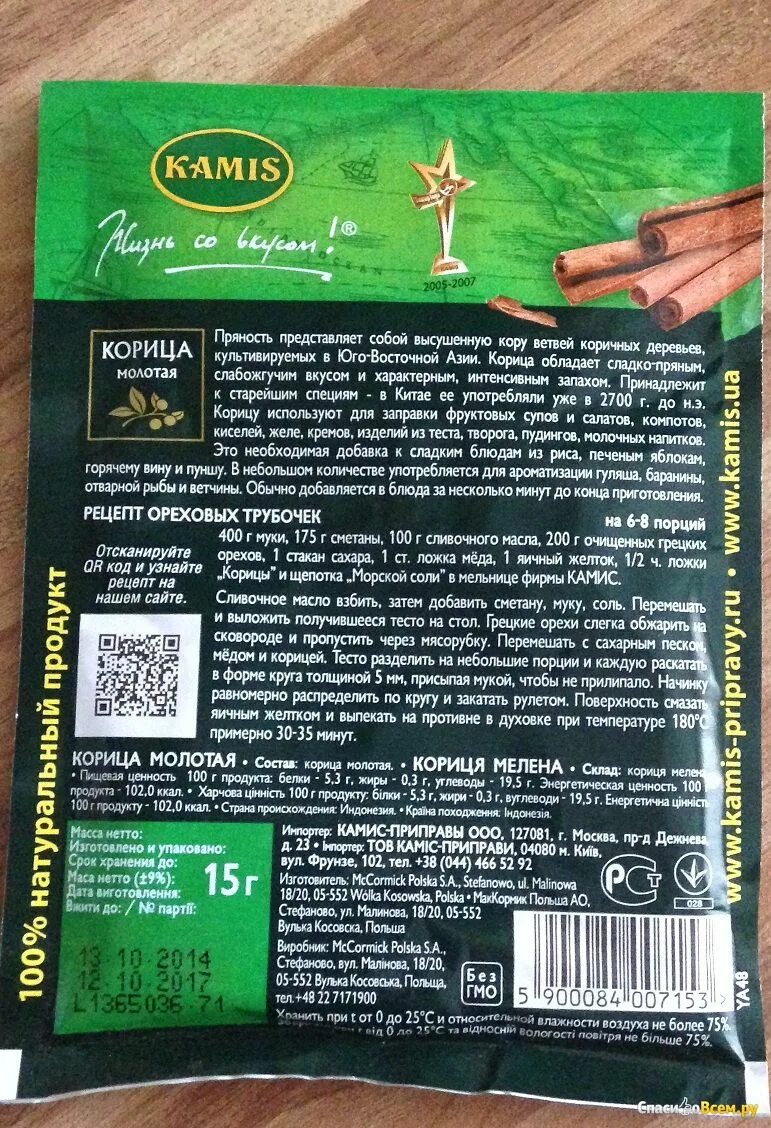 KAMIS
Жизнь со вкусом!®
OCEAN
KAMIS
2005-2007
КОРИЦА
МОЛОТАЯ
Пряность представляет собой высушенную кору ветвей коричных деревьев,
культивируемых в Юго-Восточной Азии. Корица обладает сладко-пряным,
слабожгучим вкусом и характерным, интенсивным запахом. Принадлежит
к старейшим специям - в Китае ее употребляли уже в 2700 г. до н.э.
Корицу используют для заправки фруктовых супов и салатов, компотов,
киселей, желе, кремов, изделий из теста, творога, пудингов, молочных напитков.
Это необходимая добавка к сладким блюдам из риса, печеным яблокам,
горячему вину и пуншу. В небольшом количестве употребляется для ароматизации гуляша, баранины,
отварной рыбы и ветчины. Обычно добавляется в блюда за несколько минут до конца приготовления.
РЕЦЕПТ ОРЕХОВЫХ ТРУБОЧЕК на 6-8 порций
400 г муки, 175 г сметаны, 100 г сливочного масла, 200 г очищенных грецких
орехов, 1 стакан сахара, 1 ст. ложка мёда, 1 яичный желток, 1/2 ч. ложки
„Корицы" и щепотка „Морской соли" в мельнице фирмы КАМИС.
Отсканируйте
QR код и узнайте
рецепт на
нашем сайте.
Сливочное масло взбить, затем добавить сметану, муку, соль. Перемешать
и выложить получившееся тесто на стол. Грецкие орехи слегка обжарить на
сковороде и пропустить через мясорубку. Перемешать с сахарным песком,
мёдом и корицей. Тесто разделить на небольшие порции и каждую раскатать
в форме круга толщиной 5 мм, присыпая мукой, чтобы не прилипало. Начинку
равномерно распределить по кругу и закатать рулетом. Поверхность смазать
яичным желтком и выпекать на противне в духовке при температуре 180°C
примерно 30-35 минут.
КОРИЦА МОЛОТАЯ • Состав: корица молотая. • КОРИЦЯ МЕЛЕНА • Склад: кориця мелена
• Пищевая ценность 100 г продукта: белки - 5,3 г, жиры - 0,3 г, углеводы - 19,5 г. Энергетическая ценность 100 г
продукта - 102,0 ккал. • Харчова цінність 100 г продукту: білки - 5,3 г, жири - 0,3 г, вуглеводи - 19,5 г. Енергетична цінність
100 г продукту - 102,0 ккал. • Страна происхождения: Индонезия. • Країна походження: Індонезія.
Масса нетто:
Изготовлено и упаковано:
Срок хранения до:
Маса нетто (±9%):
Дата виготовлення:
Вжити до: / № партії:
15 г
13 10 2014
12 10 2017
L1365036 71
Импортер: КАМИС-ПРИПРАВЫ ООО, 127081, г. Москва, пр-д Дежнева,
д. 23 • Імпортер: ТОВ КАМІС-ПРИПРАВИ, 04080 м. Київ,
вул. Фрунзе, 102, тел. +38 (044) 466 52 92
Изготовитель: McCormick Polska S.A., Stefanowo, ul. Malinowa
18/20, 05-552 Wólka Kosowska, Polska • МакКормик Польша АО,
Стефаново, ул. Малинова, 18/20, 05-552
Вулька Косовска, Польша
Виробник: McCormick Polska S.A.,
Стефаново, вул. Малінова, 18/20,
05-552 Вулька Косовська, Польща,
тел.+48 22 7171900
Без
ГМО
РСТ
028
5 900084 007153 >
YA48
Хранить при t от 0 до 25°C и относительной влажности воздуха не более 75%.
від 0 до 25°C та відносній вологості повітря не більше 75%.
100% натуральный продукт
www.kamis-pripravy.ru • www.kamis.ua
СпасибоВсем.ру